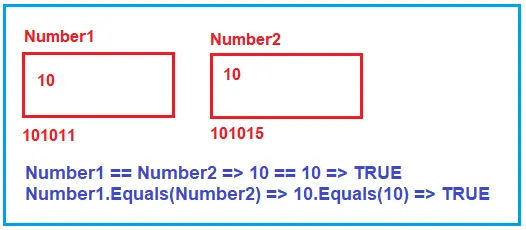 Number1
Number2
10
10
101011
101015
Number1 == Number2 => 10 == 10 => TRUE
Number1.Equals(Number2) => 10.Equals(10) => TRUE